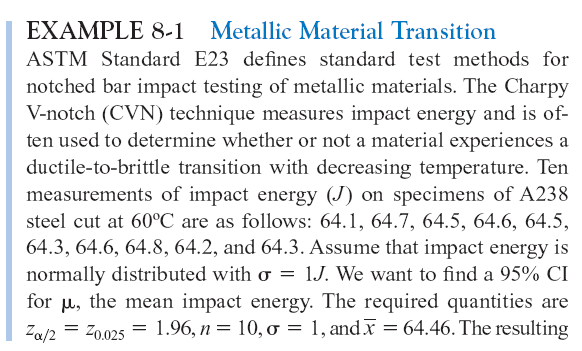 EXAMPLE 8-1 Metallic Material Transition
ASTM Standard E23 defines standard test methods for
notched bar impact testing of metallic materials. The Charpy
V-notch (CVN) technique measures impact energy and is of-
ten used to determine whether or not a material experiences a
ductile-to-brittle transition with decreasing temperature. Ten
measurements of impact energy (J) on specimens of A238
steel cut at 60ºC are as follows: 64.1, 64.7, 64.5, 64.6, 64.5,
64.3, 64.6, 64.8, 64.2, and 64.3. Assume that impact energy is
normally distributed with σ = 1J. We want to find a 95% CI
for μ, the mean impact energy. The required quantities are
zα/2 = z0.025 = 1.96, n = 10, σ = 1, and x̄ = 64.46. The resulting